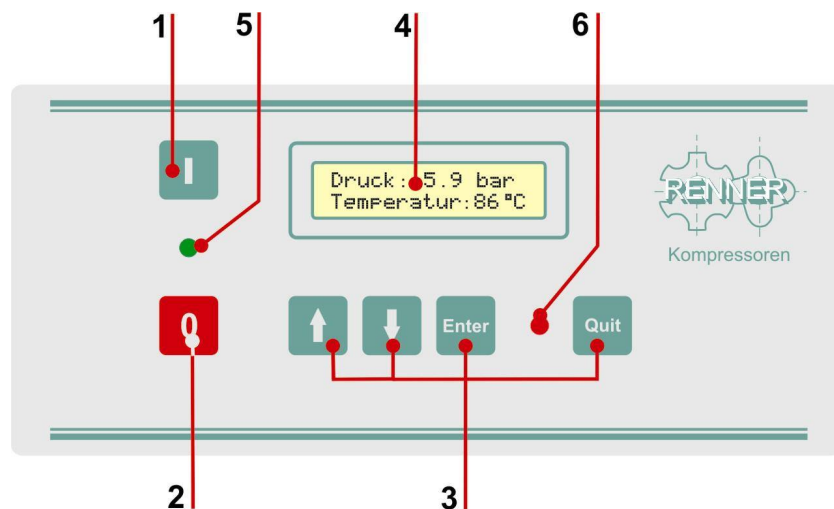 1 5 4 6
I
Druck: 5.9 bar
Temperatur:86°C
RENNER
Kompressoren
0
Enter
Quit
2 3